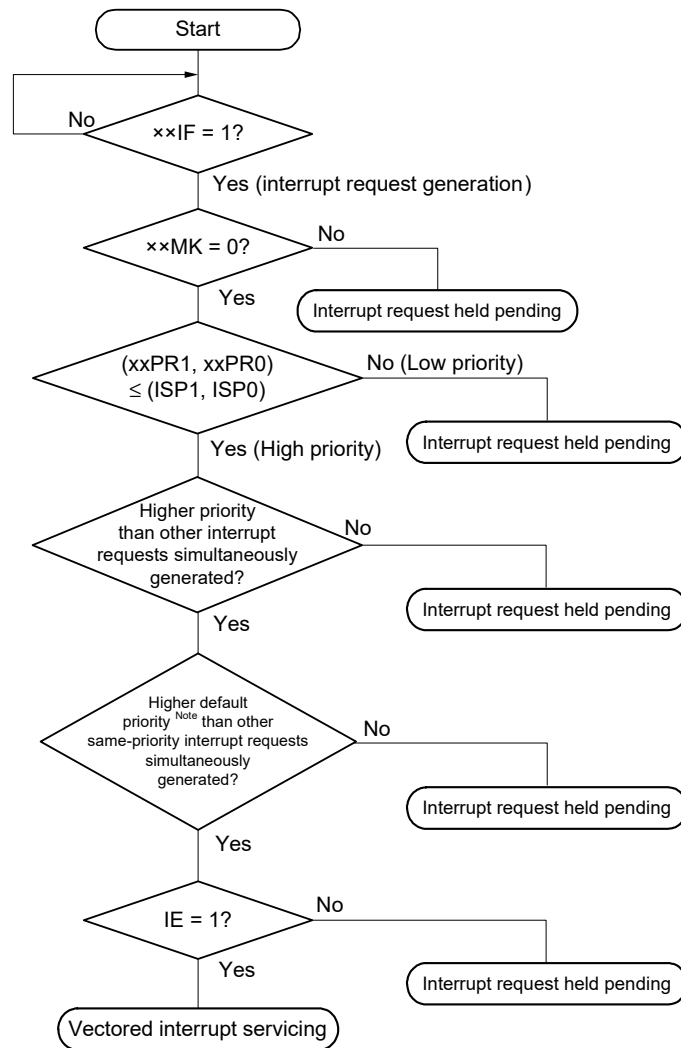 Start
No
××IF = 1?
Yes (interrupt request generation)
××MK = 0?
No
Yes
Interrupt request held pending
(xxPR1, xxPR0)
≤ (ISP1, ISP0)
No (Low priority)
Interrupt request held pending
Yes (High priority)
Higher priority
than other interrupt
requests simultaneously
generated?
No
Interrupt request held pending
Yes
Higher default
priority Note than other
same-priority interrupt requests
simultaneously
generated?
No
Interrupt request held pending
Yes
IE = 1?
No
Yes
Interrupt request held pending
Vectored interrupt servicing